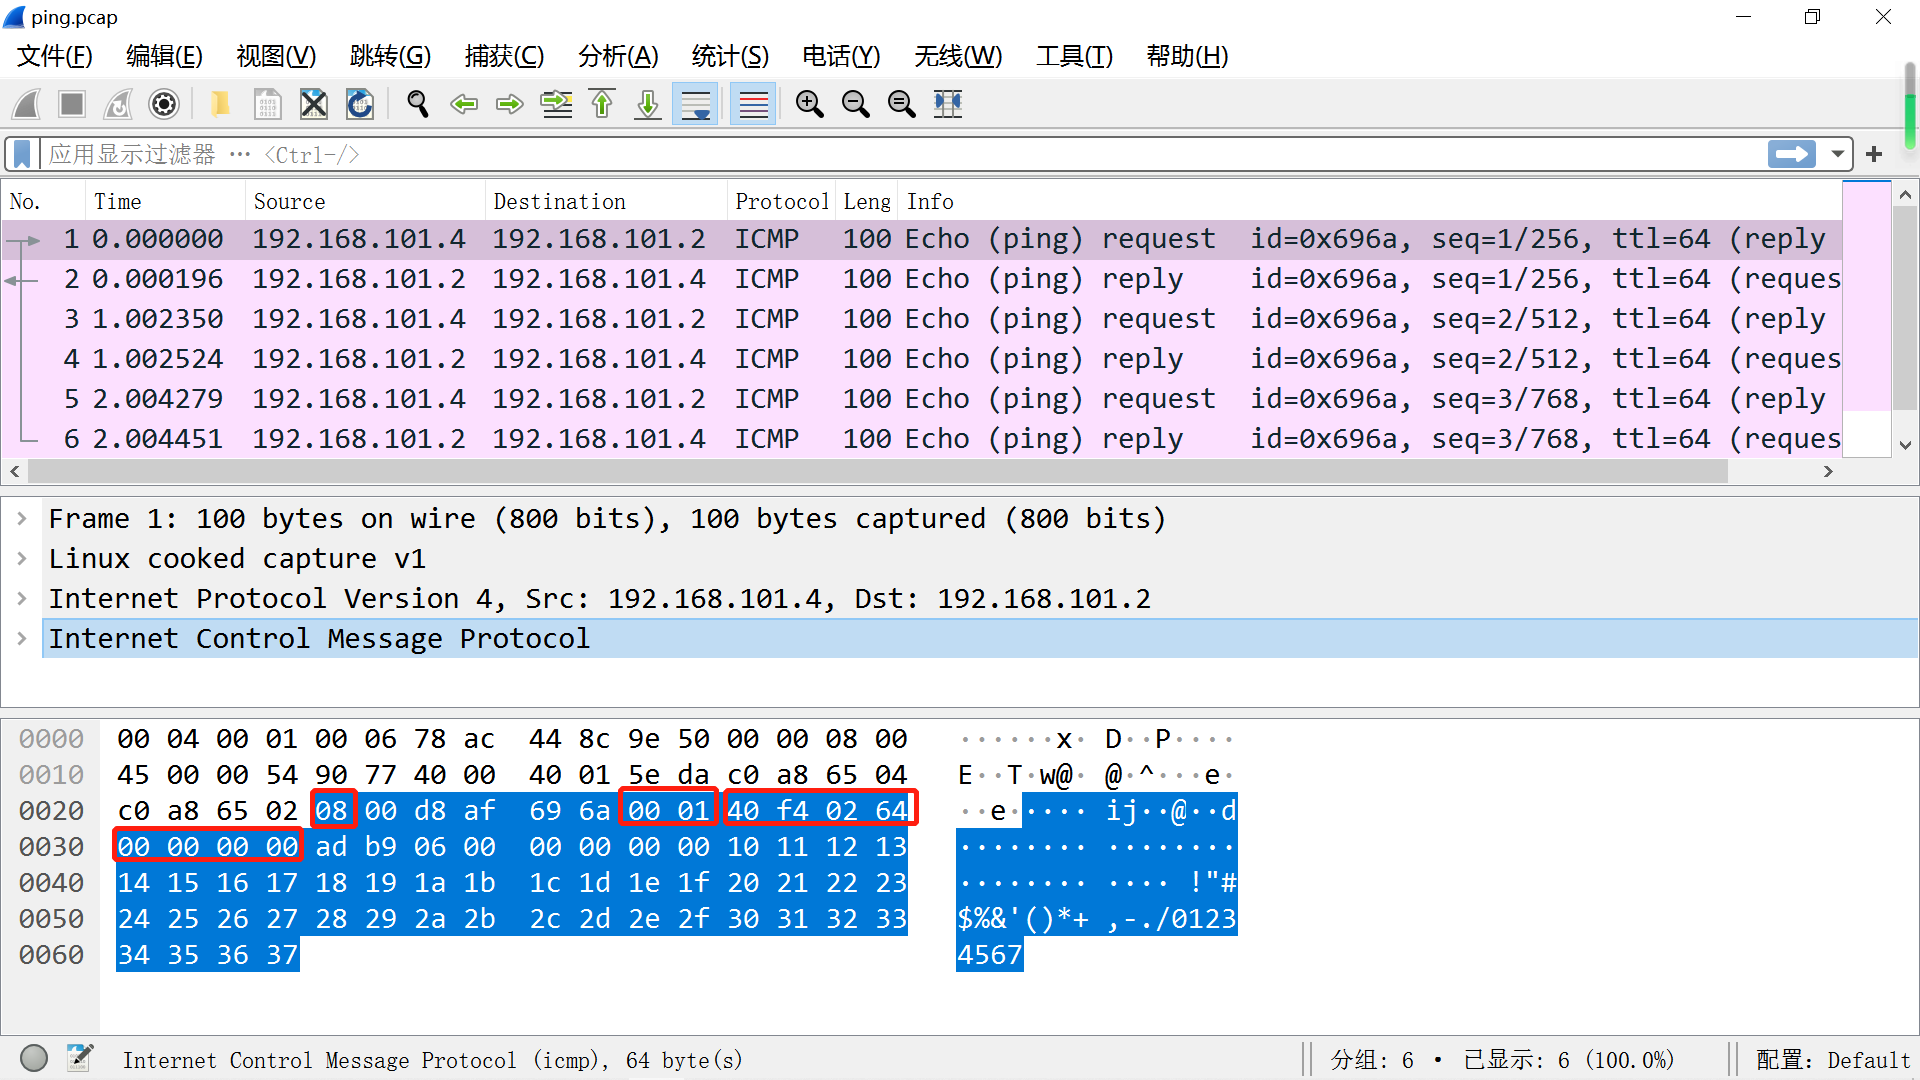 ping.pcap
文件(F) 编辑(E) 视图(V) 跳转(G) 捕获(C) 分析(A) 统计(S) 电话(Y) 无线(W) 工具(T) 帮助(H)
应用显示过滤器 … <Ctrl-/>
No. Time Source Destination Protocol Leng Info
1 0.000000 192.168.101.4 192.168.101.2 ICMP 100 Echo (ping) request id=0x696a, seq=1/256, ttl=64 (reply
2 0.000196 192.168.101.2 192.168.101.4 ICMP 100 Echo (ping) reply id=0x696a, seq=1/256, ttl=64 (reques
3 1.002350 192.168.101.4 192.168.101.2 ICMP 100 Echo (ping) request id=0x696a, seq=2/512, ttl=64 (reply
4 1.002524 192.168.101.2 192.168.101.4 ICMP 100 Echo (ping) reply id=0x696a, seq=2/512, ttl=64 (reques
5 2.004279 192.168.101.4 192.168.101.2 ICMP 100 Echo (ping) request id=0x696a, seq=3/768, ttl=64 (reply
6 2.004451 192.168.101.2 192.168.101.4 ICMP 100 Echo (ping) reply id=0x696a, seq=3/768, ttl=64 (reques
Frame 1: 100 bytes on wire (800 bits), 100 bytes captured (800 bits)
Linux cooked capture v1
Internet Protocol Version 4, Src: 192.168.101.4, Dst: 192.168.101.2
Internet Control Message Protocol
0000 00 04 00 01 00 06 78 ac 44 8c 9e 50 00 00 08 00 ······x· D··P····
0010 45 00 00 54 90 77 40 00 40 01 5e da c0 a8 65 04 E··T·w@· @·^···e·
0020 c0 a8 65 02 08 00 d8 af 69 6a 00 01 40 f4 02 64 ··e····· ij··@··d
0030 00 00 00 00 ad b9 06 00 00 00 00 00 10 11 12 13 ········ ········
0040 14 15 16 17 18 19 1a 1b 1c 1d 1e 1f 20 21 22 23 ········ ···· !"#
0050 24 25 26 27 28 29 2a 2b 2c 2d 2e 2f 30 31 32 33 $%&'()*+ ,-./0123
0060 34 35 36 37 4567
Internet Control Message Protocol (icmp), 64 byte(s) 分组: 6 · 已显示: 6 (100.0%) 配置: Default